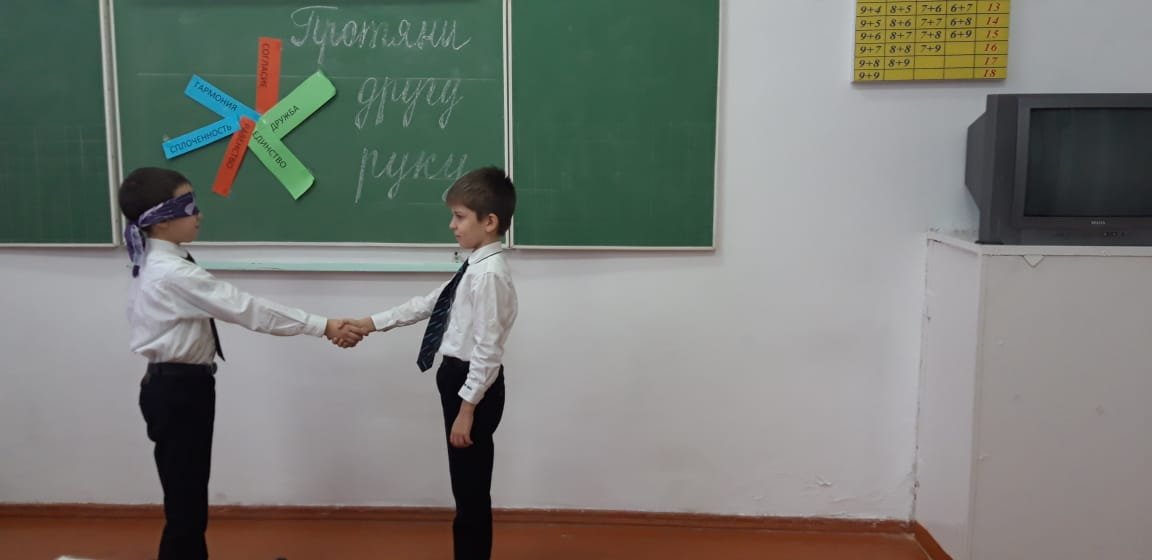 Протяни
другу
руку
СОГЛАСИЕ
ГАРМОНИЯ
ДРУЖБА
СПЛОЧЕННОСТЬ
РАВЕНСТВО
ЕДИНСТВО
9+4 8+5 7+6 6+7 13
9+5 8+6 7+7 6+8 14
9+6 8+7 7+8 6+9 15
9+7 8+8 7+9 16
9+8 8+9 17
9+9 18